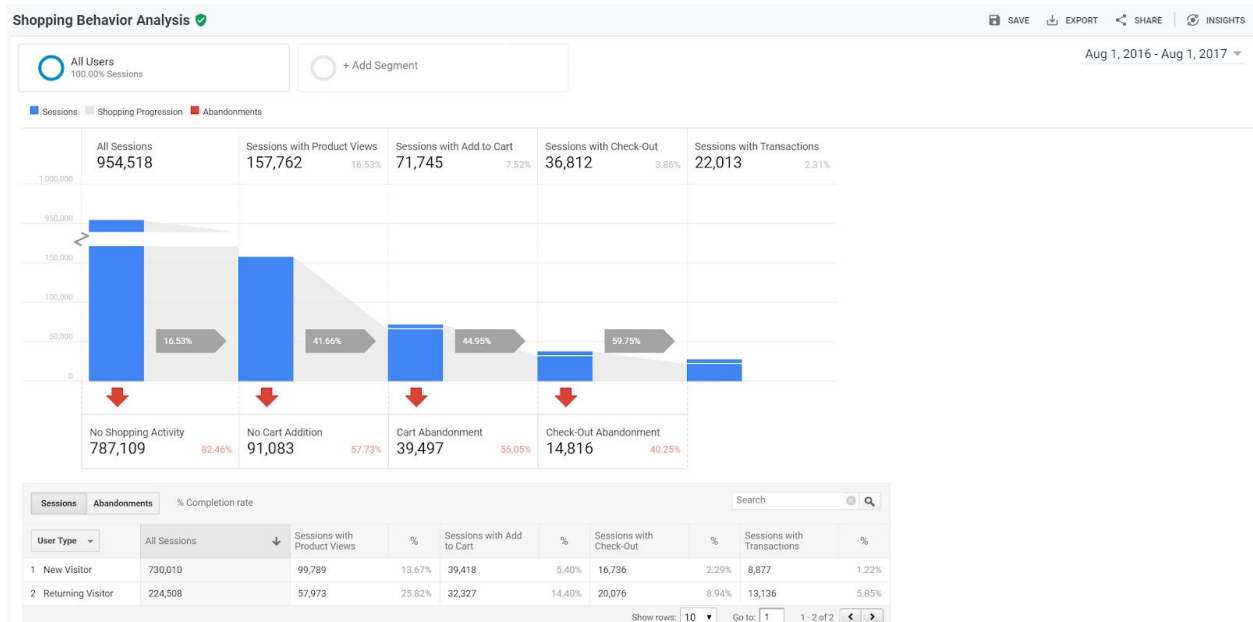 Shopping Behavior Analysis
SAVE EXPORT SHARE INSIGHTS
All Users
100.00% Sessions
+ Add Segment
Aug 1, 2016 - Aug 1, 2017
Sessions Shopping Progression Abandonments
All Sessions
954,518
Sessions with Product Views
157,762 16.53%
Sessions with Add to Cart
71,745 7.52%
Sessions with Check-Out
36,812 3.86%
Sessions with Transactions
22,013 2.31%
1,000,000
950,000
150,000
100,000
50,000
0
16.53% 41.66% 44.95% 59.75%
No Shopping Activity
787,109 82.46%
No Cart Addition
91,083 57.73%
Cart Abandonment
39,497 55.05%
Check-Out Abandonment
14,816 40.25%
Sessions Abandonments % Completion rate Search
User Type All Sessions Sessions with Product Views % Sessions with Add to Cart % Sessions with Check-Out % Sessions with Transactions %
1 New Visitor 730,010 99,789 13.67% 39,418 5.40% 16,736 2.29% 8,877 1.22%
2 Returning Visitor 224,508 57,973 25.82% 32,327 14.40% 20,076 8.94% 13,136 5.85%
Show rows: 10 Go to: 1 1 - 2 of 2